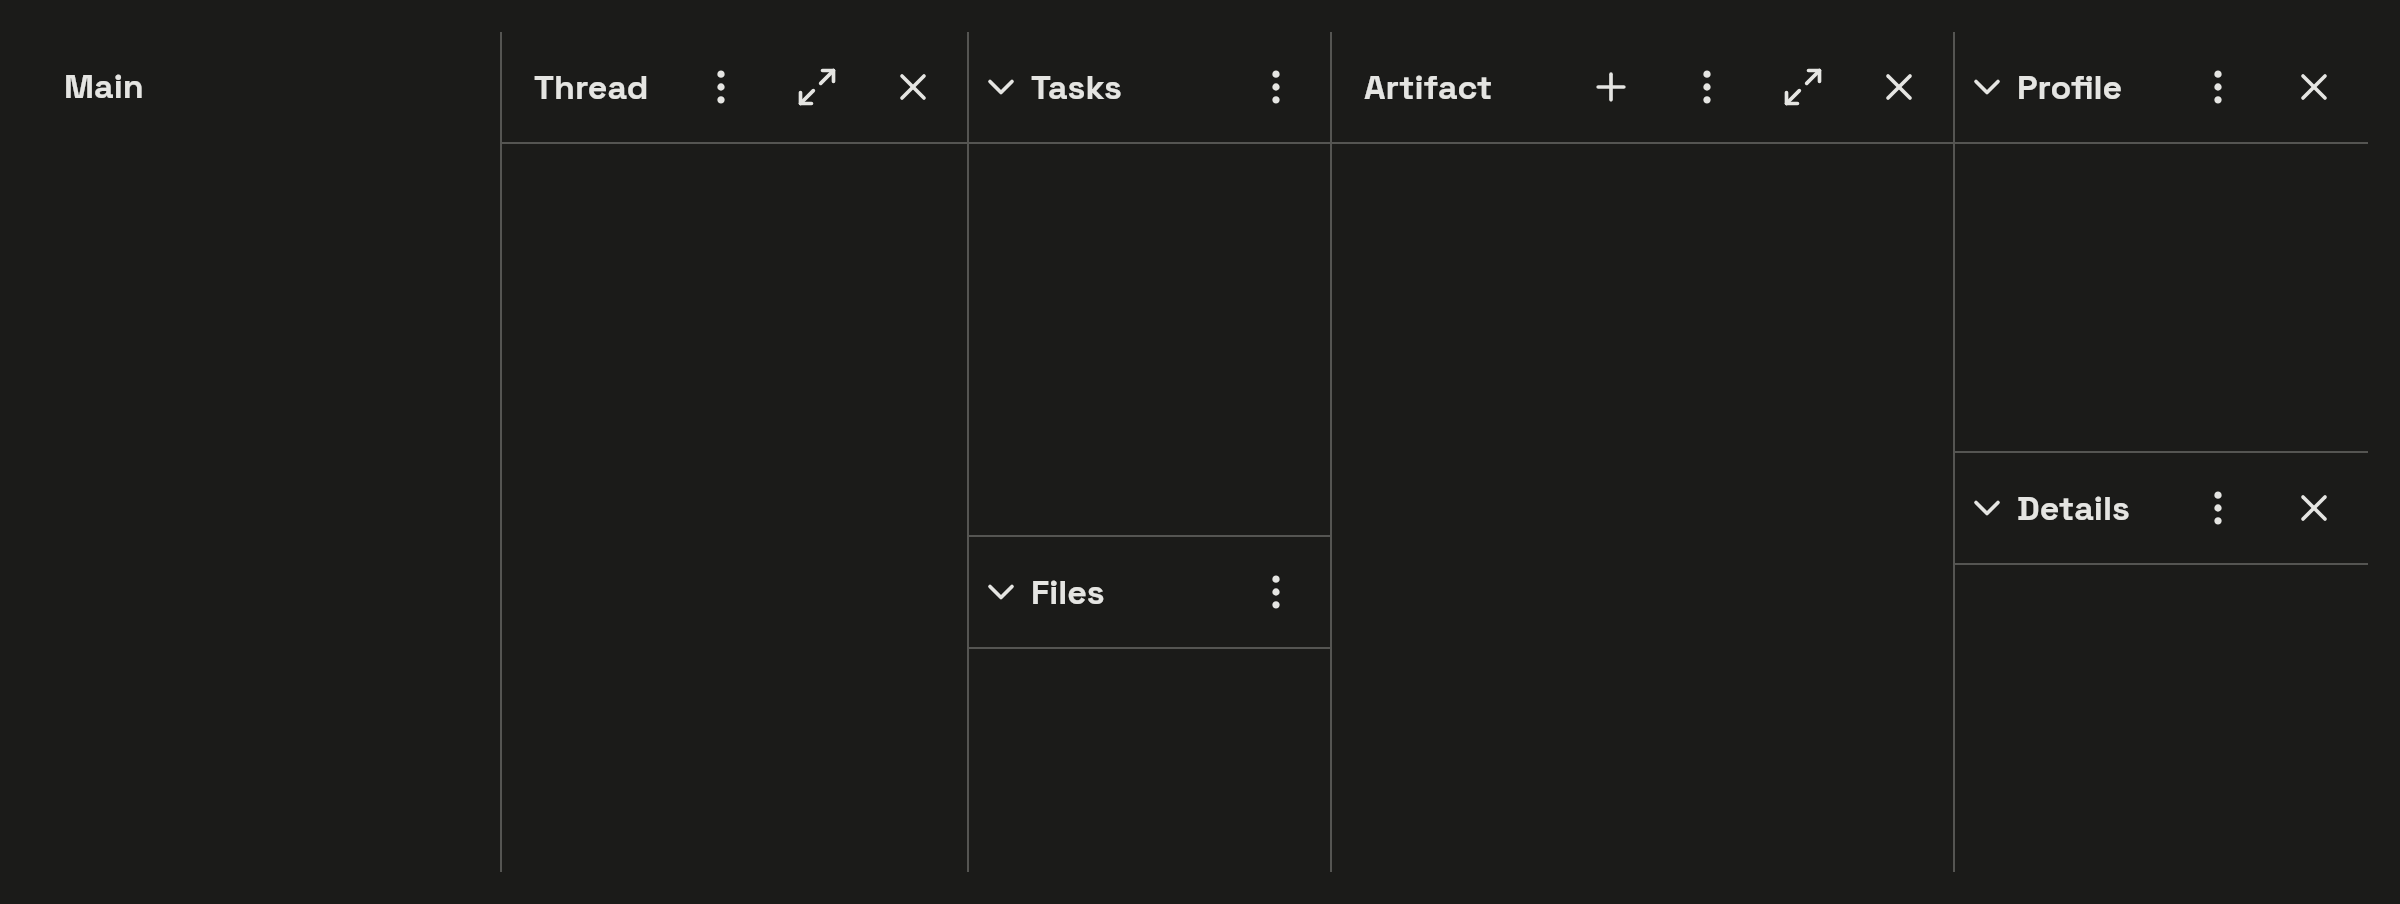 Main
Thread
Tasks
Files
Artifact
Profile
Details